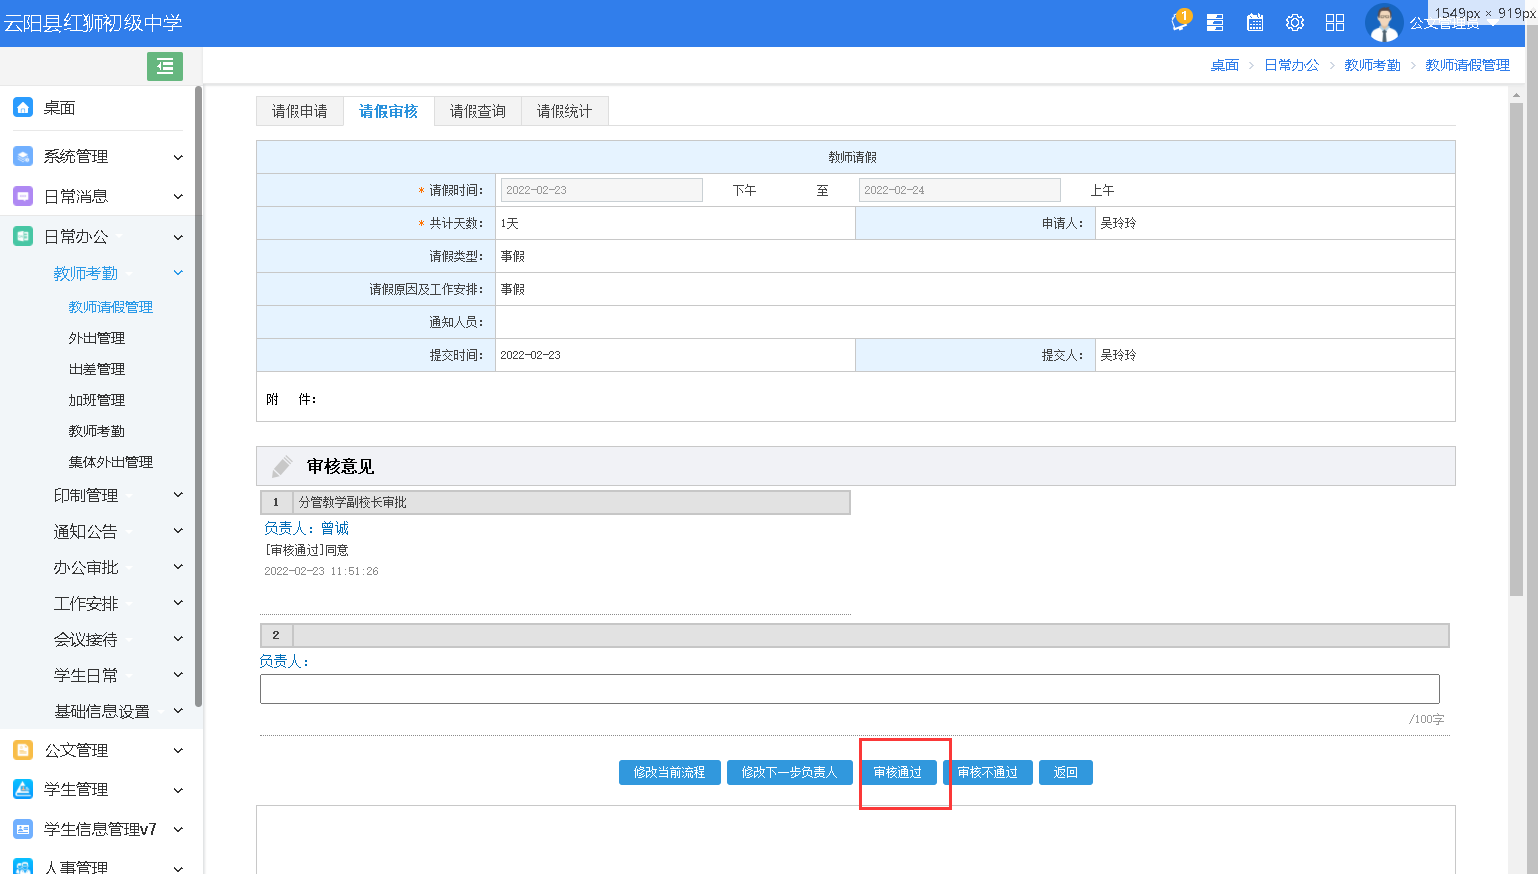 云阳县红狮初级中学
1
1549px × 919px
桌面 > 日常办公 > 教师考勤 > 教师请假管理
桌面
系统管理
日常消息
日常办公
教师考勤
教师请假管理
外出管理
出差管理
加班管理
教师考勤
集体外出管理
印制管理
通知公告
办公审批
工作安排
会议接待
学生日常
基础信息设置
公文管理
学生管理
学生信息管理v7
人事管理
请假申请 请假审核 请假查询 请假统计
教师请假
* 请假时间: 2022-02-23 下午 至 2022-02-24 上午
* 共计天数: 1天 申请人: 吴玲玲
请假类型: 事假
请假原因及工作安排: 事假
通知人员:
提交时间: 2022-02-23 提交人: 吴玲玲
附 件:
审核意见
1 分管教学副校长审批
负责人: 曾诚
[审核通过]同意
2022-02-23 11:51:26
2
负责人:
/100字
修改当前流程 修改下一步负责人 审核通过 审核不通过 返回